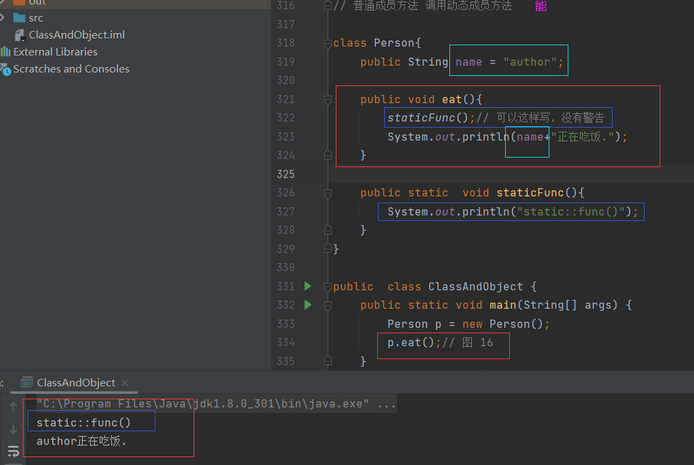 out
src
ClassAndObject.iml
External Libraries
Scratches and Consoles
316 // 普通成员方法 调用动态成员方法 能
317
318 class Person{
319 public String name = "author";
320
321 public void eat(){
322 staticFunc();// 可以这样写，没有警告
323 System.out.println(name+"正在吃饭.");
324 }
325
326 public static  void staticFunc(){
327 System.out.println("static::func()");
328 }
329 }
330
331 public  class ClassAndObject {
332 public static void main(String[] args) {
333 Person p = new Person();
334 p.eat();// 图 16
335 }
: ClassAndObject ×
"C:\Program Files\Java\jdk1.8.0_301\bin\java.exe" ...
static::func()
author正在吃饭.